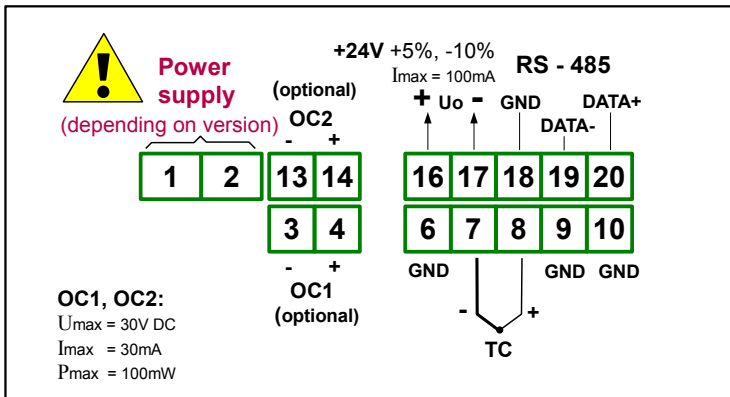 !
Power
supply
(depending on version)
(optional)
OC2
- +
+24V +5%, -10%
Imax = 100mA
+ Uo -
RS - 485
GND
DATA-
DATA+
1 2 13 14 16 17 18 19 20
3 4 6 7 8 9 10
- +
OC1
(optional)
GND
GND GND
- +
TC
OC1, OC2:
Umax = 30V DC
Imax = 30mA
Pmax = 100mW